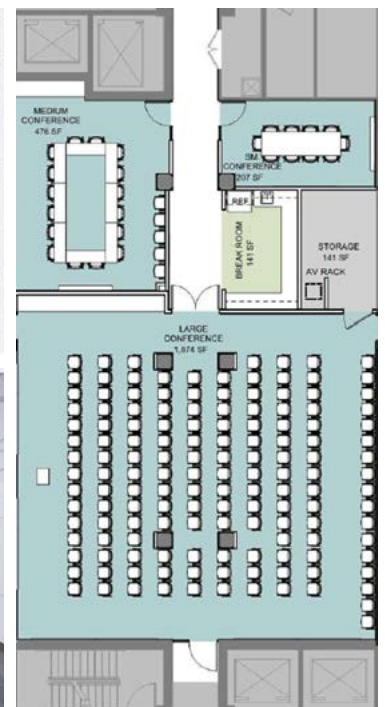 MEDIUM
CONFERENCE
476 SF
SM.
CONFERENCE
207 SF
REF.
BREAK ROOM
141 SF
STORAGE
141 SF
AV RACK
LARGE
CONFERENCE
1,874 SF